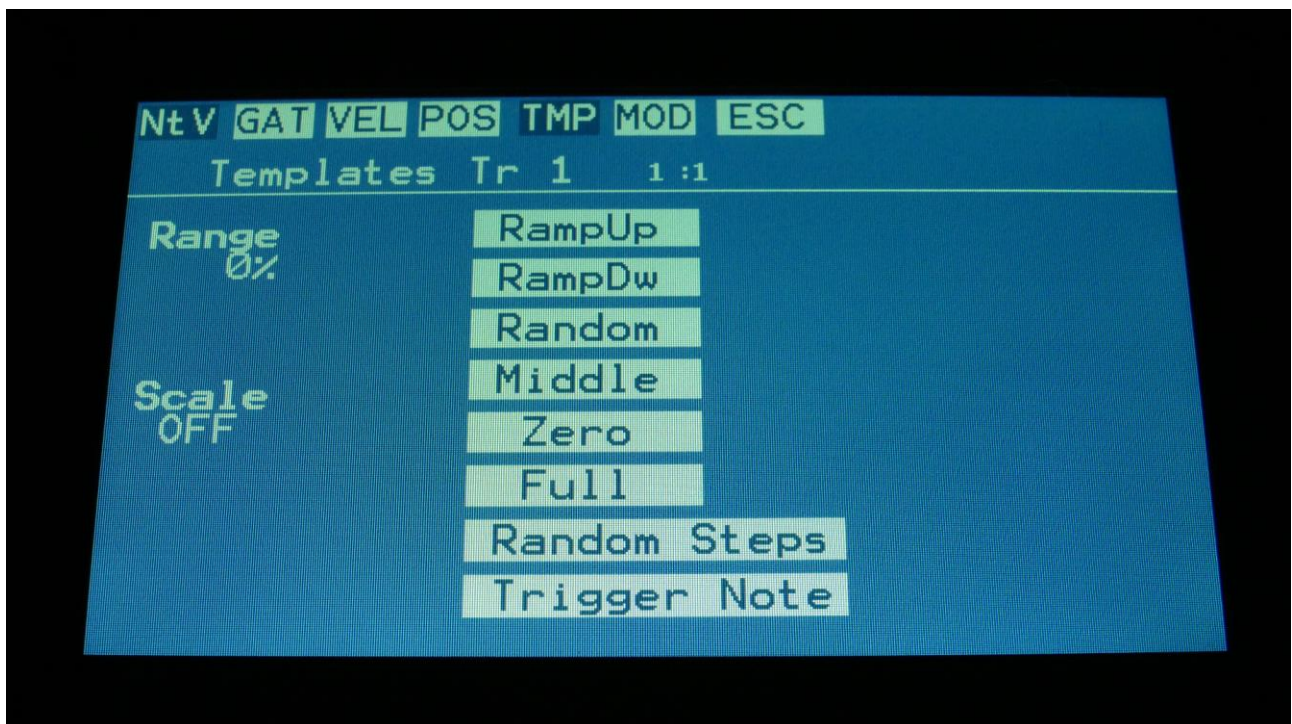 NtV GAT VEL POS TMP MOD ESC
Templates Tr 1 1:1
Range
0%
RampUp
RampDw
Random
Middle
Scale
OFF
Zero
Full
Random Steps
Trigger Note